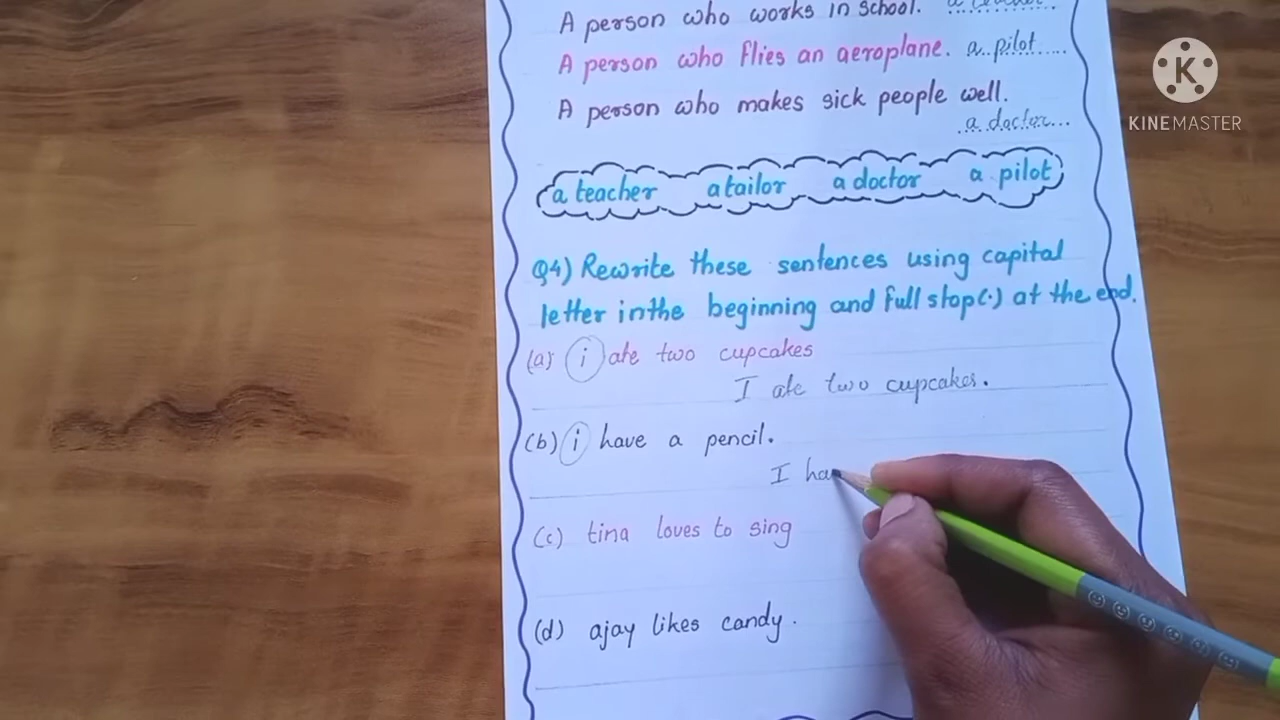 A person who works in school. a teacher
A person who flies an aeroplane. a pilot
A person who makes sick people well.
a doctor
a teacher a tailor a doctor a pilot
Q4) Rewrite these sentences using capital
letter in the beginning and full stop(.) at the end.
(a) i ate two cupcakes
I ate two cupcakes.
(b) i have a pencil.
I ha
(c) tina loves to sing
(d) ajay likes candy.
K
KINEMASTER